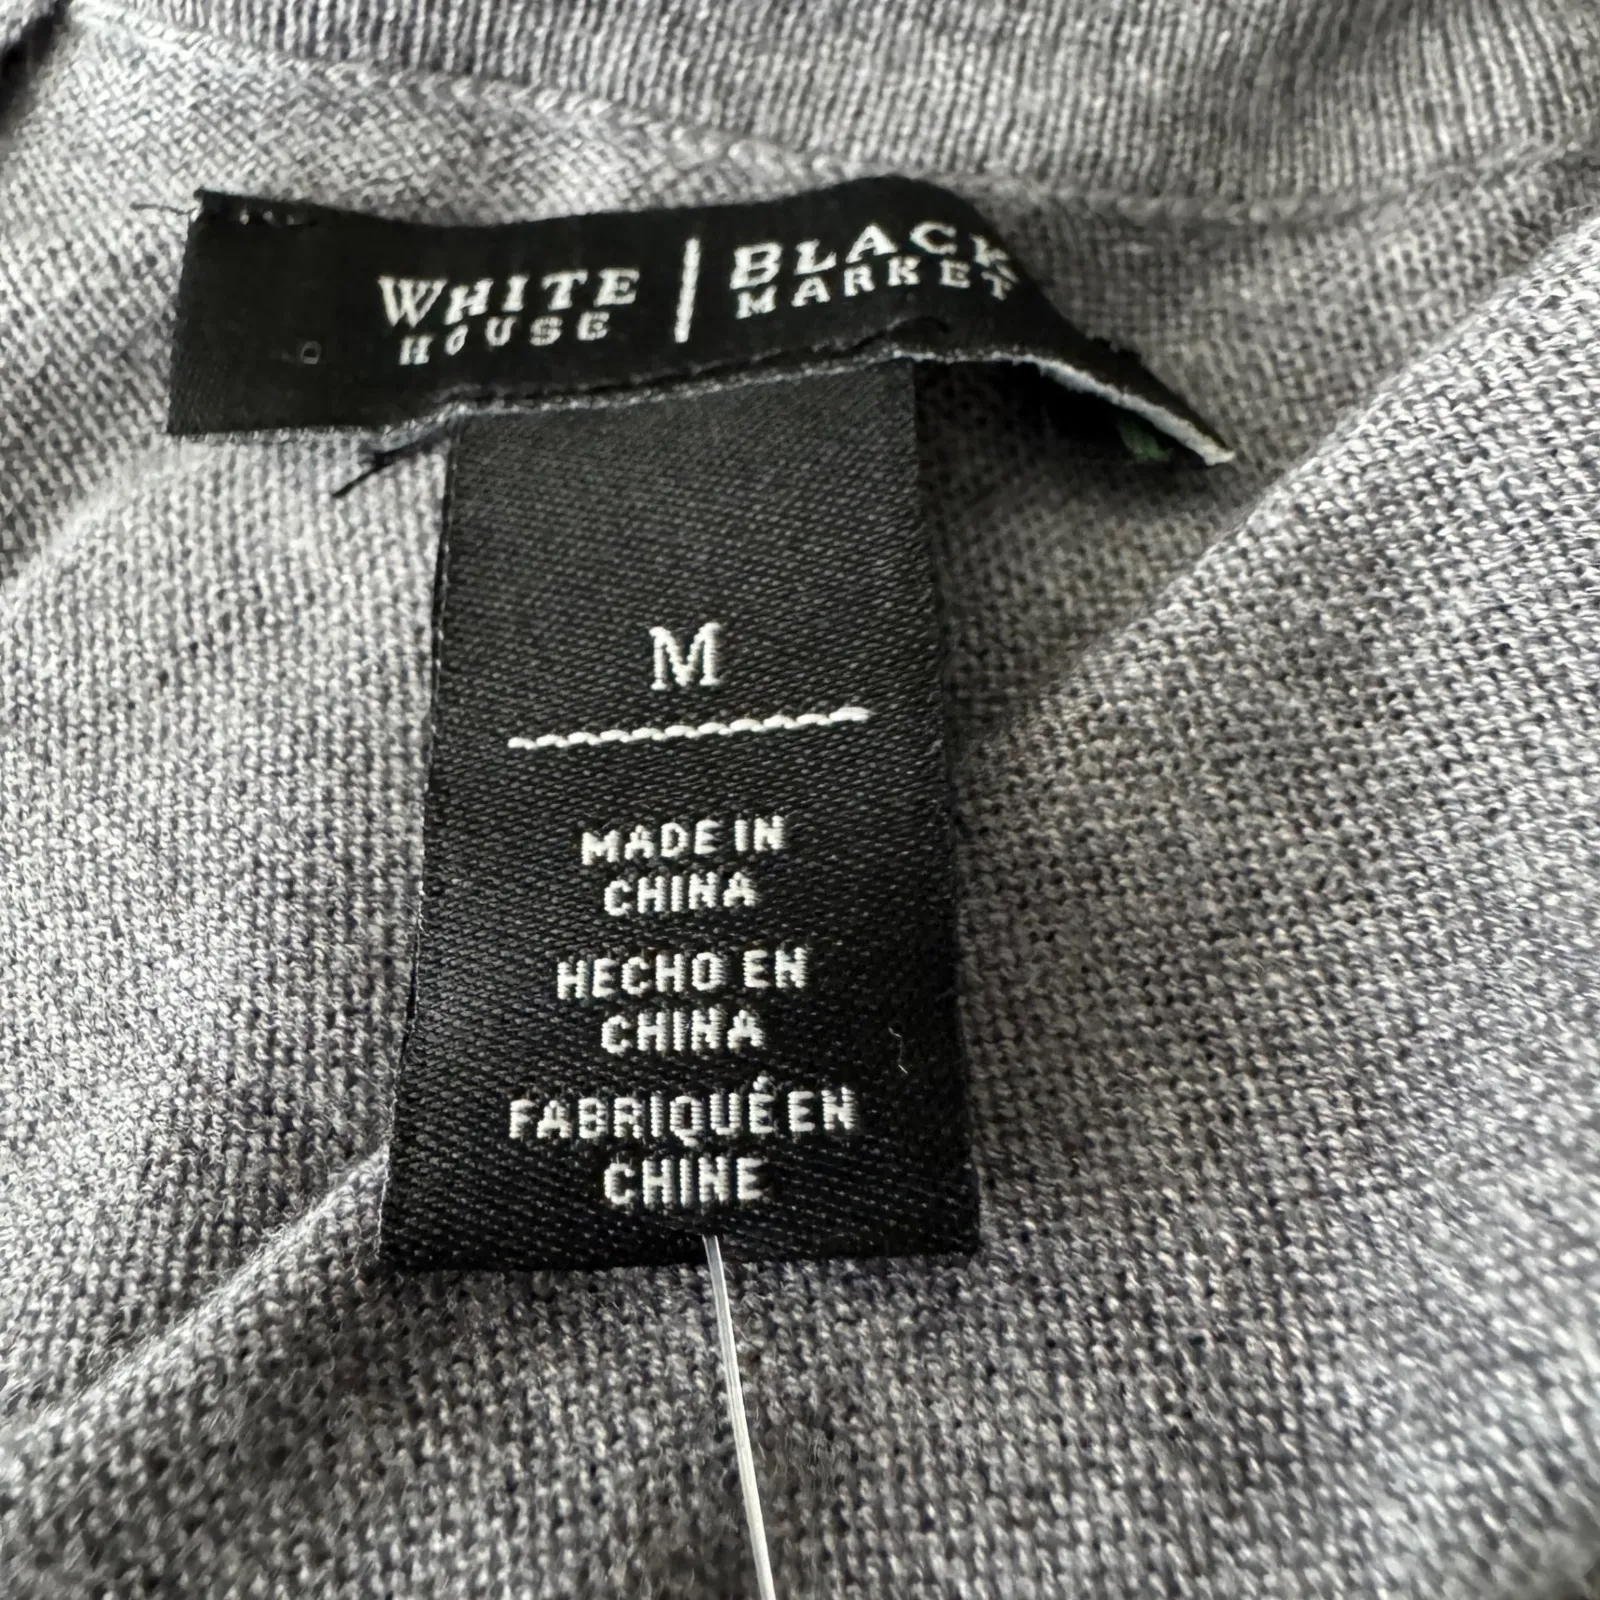 WHITE | BLACK
HOUSE MARKET
M
MADE IN
CHINA
HECHO EN
CHINA
FABRIQUÉ EN
CHINE